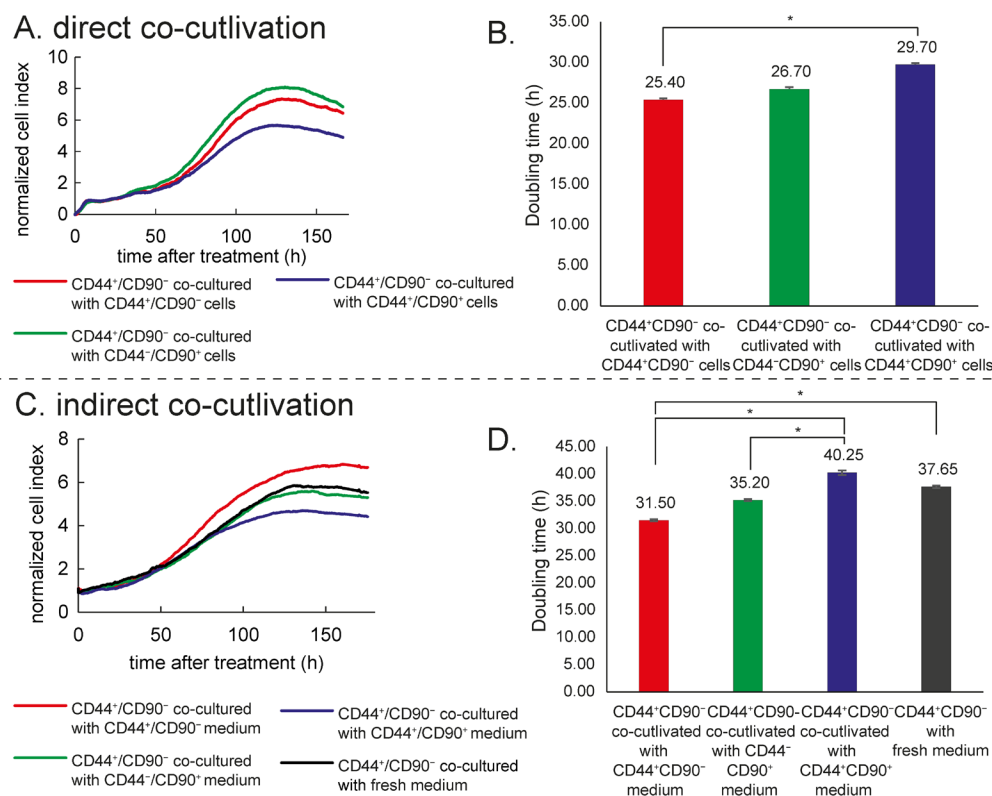 A. direct co-cutlivation
normalized cell index
10
8
6
4
2
0
0
50
100
150
time after treatment (h)
CD44⁺/CD90⁻ co-cultured
with CD44⁺/CD90⁻ cells
CD44⁺/CD90⁻ co-cultured
with CD44⁺/CD90⁺ cells
CD44⁺/CD90⁻ co-cultured
with CD44⁻/CD90⁺ cells
B.
Doubling time (h)
35.00
30.00
25.00
20.00
15.00
10.00
5.00
0.00
*
25.40
26.70
29.70
CD44⁺CD90⁻ co-
cutlivated with
CD44⁺CD90⁻ cells
CD44⁺CD90⁻ co-
cutlivated with
CD44⁻CD90⁺ cells
CD44⁺CD90⁻ co-
cutlivated with
CD44⁺CD90⁺ cells
C. indirect co-cutlivation
normalized cell index
8
6
4
2
0
0
50
100
150
time after treatment (h)
CD44⁺/CD90⁻ co-cultured
with CD44⁺/CD90⁻ medium
CD44⁺/CD90⁻ co-cultured
with CD44⁺/CD90⁺ medium
CD44⁺/CD90⁻ co-cultured
with CD44⁻/CD90⁺ medium
CD44⁺/CD90⁻ co-cultured
with fresh medium
D.
Doubling time (h)
45.00
40.00
35.00
30.00
25.00
20.00
15.00
10.00
5.00
0.00
*
*
*
31.50
35.20
40.25
37.65
CD44⁺CD90⁻
co-cutlivated
with
CD44⁺CD90⁻
medium
CD44⁺CD90-
co-cutlivated
with CD44⁻
CD90⁺
medium
CD44⁺CD90⁻
co-cutlivated
with
CD44⁺CD90⁺
medium
CD44⁺CD90⁻
with
fresh medium